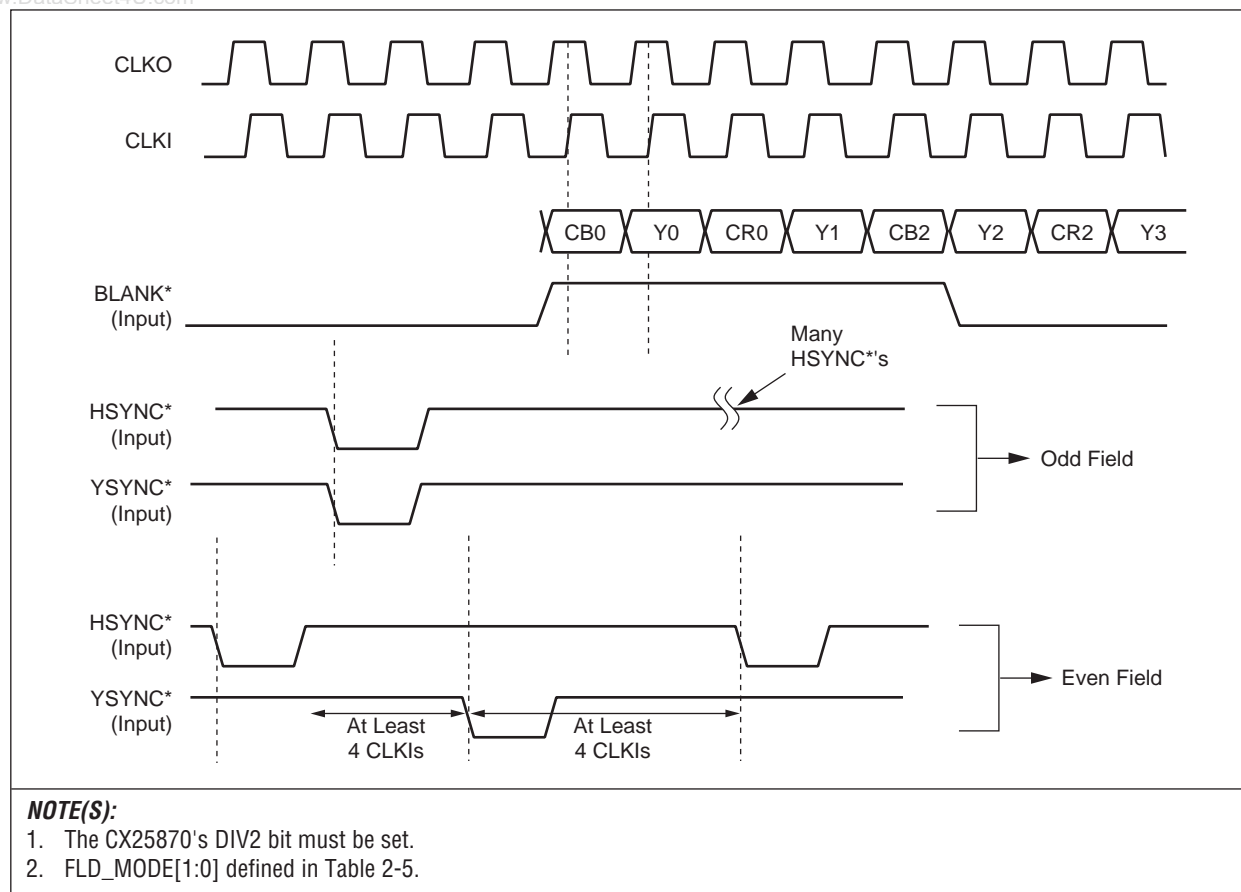 CLKO
CLKI
CB0 Y0 CR0 Y1 CB2 Y2 CR2 Y3
BLANK*
(Input)
Many
HSYNC*'s
HSYNC*
(Input)
Odd Field
YSYNC*
(Input)
HSYNC*
(Input)
Even Field
YSYNC*
(Input)
At Least
4 CLKIs
At Least
4 CLKIs
NOTE(S):
1. The CX25870's DIV2 bit must be set.
2. FLD_MODE[1:0] defined in Table 2-5.